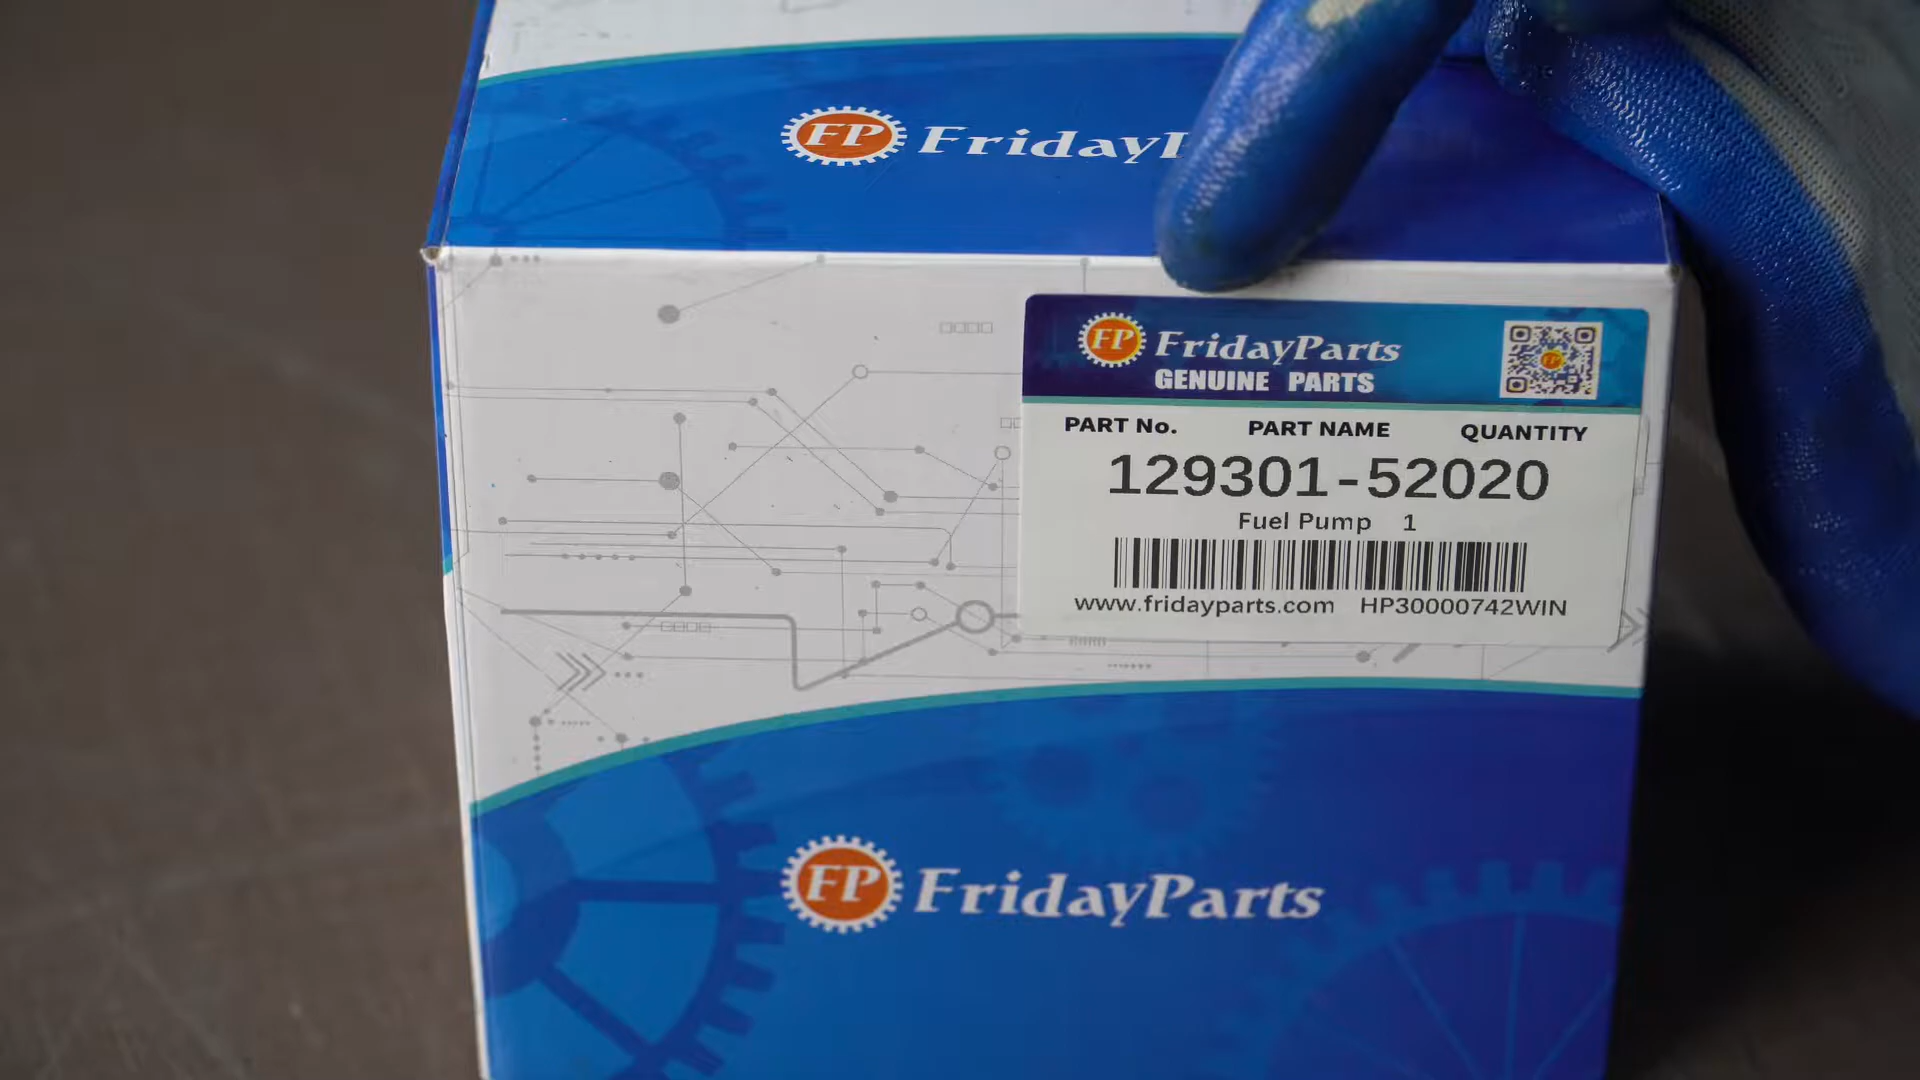 FP FridayP
FP FridayParts
GENUINE PARTS
PART No. PART NAME QUANTITY
129301-52020
Fuel Pump 1
www.fridayparts.com HP30000742WIN
FP FridayParts